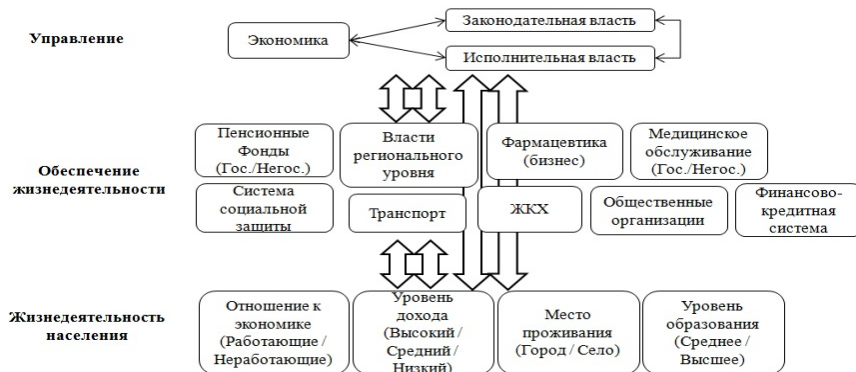 Управление
Экономика
Законодательная власть
Исполнительная власть
Обеспечение
жизнедеятельности
Пенсионные
Фонды
(Гос./Негос.)
Власти
регионального
уровня
Фармацевтика
(бизнес)
Медицинское
обслуживание
(Гос./Негос.)
Система
социальной
защиты
Транспорт
ЖКХ
Общественные
организации
Финансово-
кредитная
система
Жизнедеятельность
населения
Отношение к
экономике
(Работающие /
Неработающие)
Уровень
дохода
(Высокий /
Средний /
Низкий)
Место
проживания
(Город / Село)
Уровень
образования
(Среднее /
Высшее)